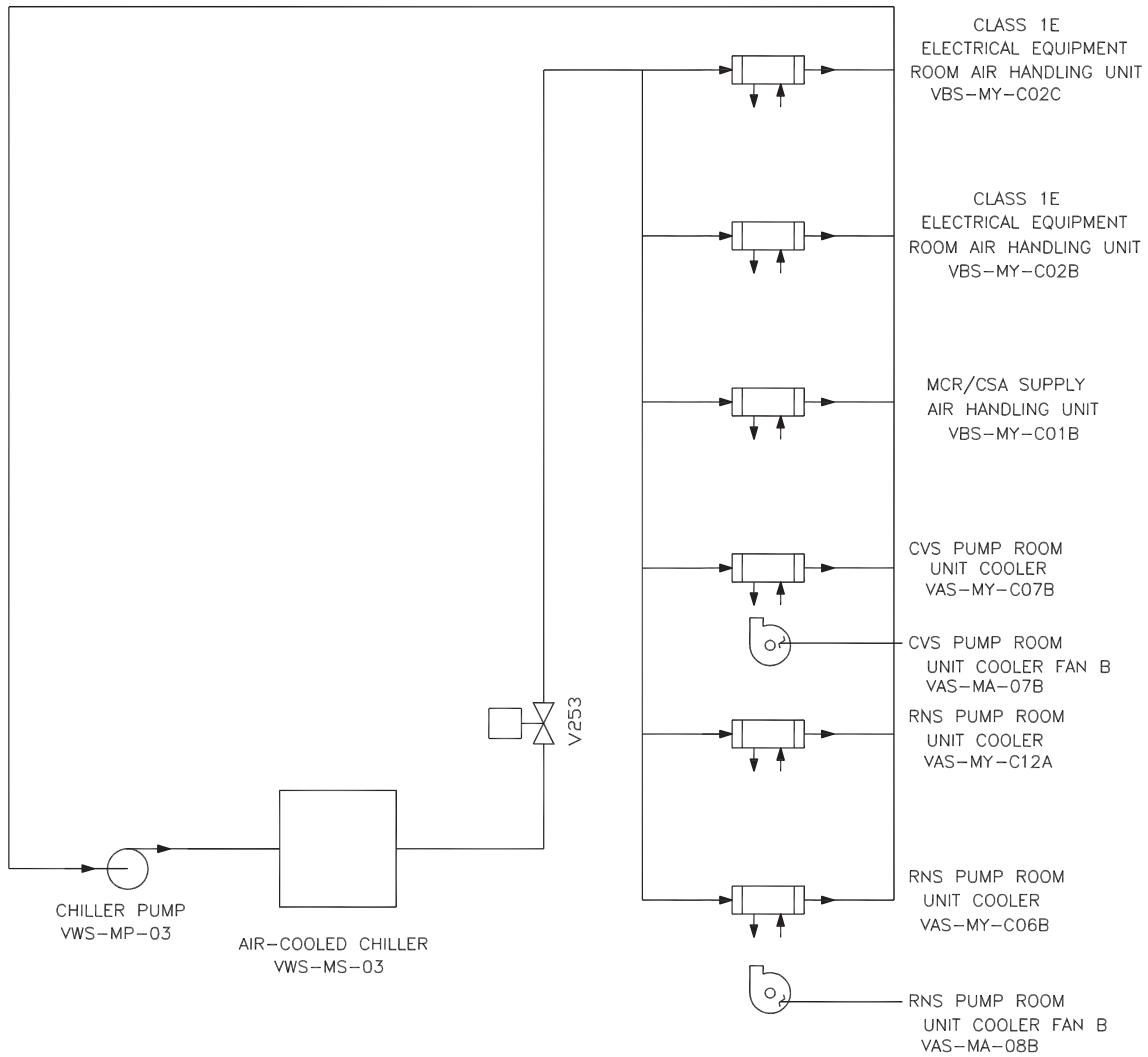 CLASS 1E
ELECTRICAL EQUIPMENT
ROOM AIR HANDLING UNIT
VBS-MY-C02C
CLASS 1E
ELECTRICAL EQUIPMENT
ROOM AIR HANDLING UNIT
VBS-MY-C02B
MCR/CSA SUPPLY
AIR HANDLING UNIT
VBS-MY-C01B
CVS PUMP ROOM
UNIT COOLER
VAS-MY-C07B
CVS PUMP ROOM
UNIT COOLER FAN B
VAS-MA-07B
V253
RNS PUMP ROOM
UNIT COOLER
VAS-MY-C12A
RNS PUMP ROOM
UNIT COOLER
VAS-MY-C06B
CHILLER PUMP
VWS-MP-03
AIR-COOLED CHILLER
VWS-MS-03
RNS PUMP ROOM
UNIT COOLER FAN B
VAS-MA-08B